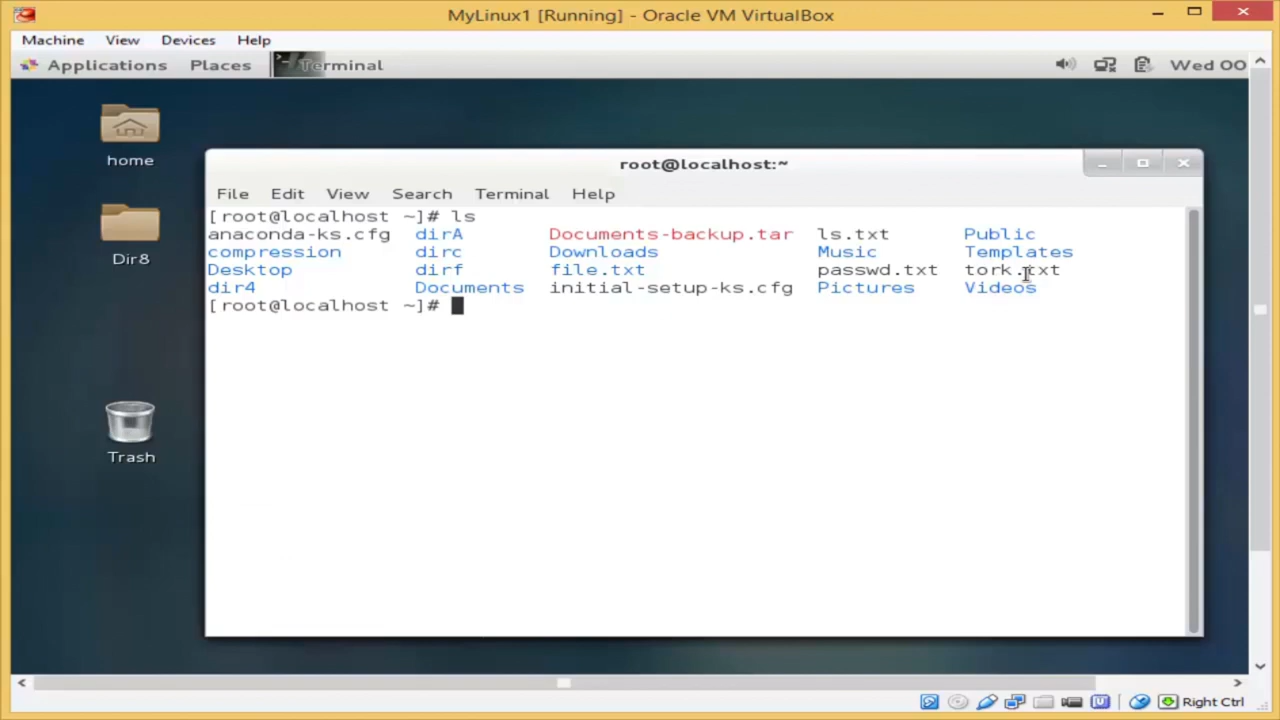 MyLinux1 [Running] - Oracle VM VirtualBox
Machine View Devices Help
Applications Places Terminal Wed 00
home
Dir8
Trash
root@localhost:~
File Edit View Search Terminal Help
[root@localhost ~]# ls
anaconda-ks.cfg dirA Documents-backup.tar ls.txt Public
compression dirc Downloads Music Templates
Desktop dirf file.txt passwd.txt tork.txt
dir4 Documents initial-setup-ks.cfg Pictures Videos
[root@localhost ~]#
Right Ctrl